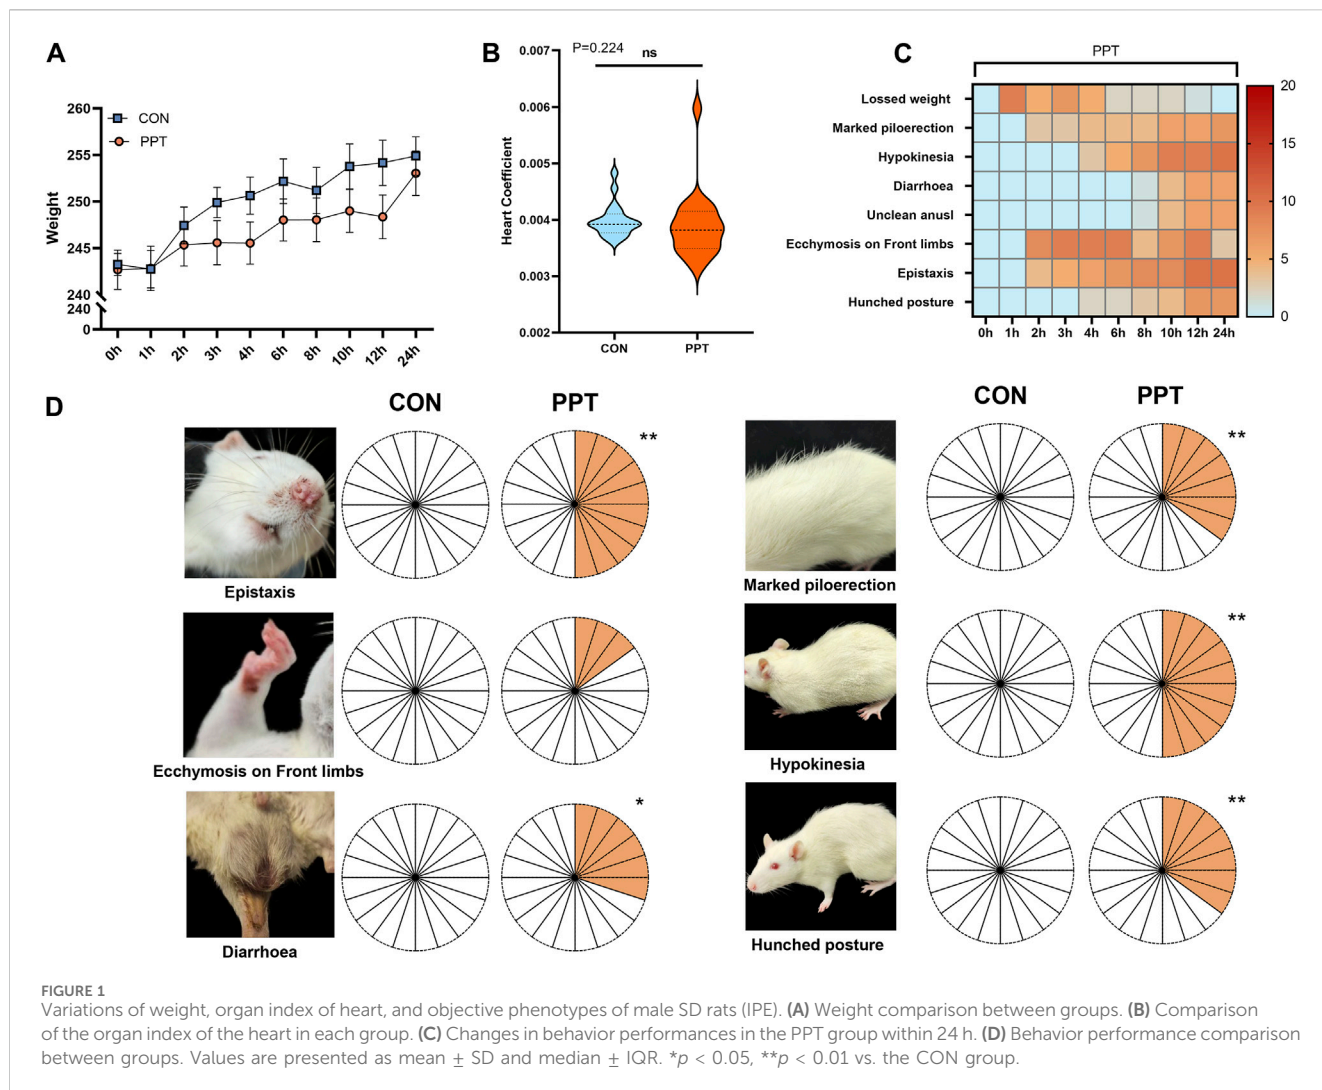 A
260
255
250
245
240
240
0
Weight
CON
PPT
0h 1h 2h 3h 4h 6h 8h 10h 12h 24h
B
P=0.224
ns
0.007
0.006
0.005
0.004
0.003
0.002
Heart Coefficient
CON PPT
C
PPT
Lossed weight
Marked piloerection
Hypokinesia
Diarrhoea
Unclean anusl
Ecchymosis on Front limbs
Epistaxis
Hunched posture
0h 1h 2h 3h 4h 6h 8h 10h 12h 24h
20
15
10
5
0
D
CON PPT
**
Epistaxis
Ecchymosis on Front limbs
*
Diarrhoea
CON PPT
**
Marked piloerection
**
Hypokinesia
**
Hunched posture
FIGURE 1
Variations of weight, organ index of heart, and objective phenotypes of male SD rats (IPE). (A) Weight comparison between groups. (B) Comparison
of the organ index of the heart in each group. (C) Changes in behavior performances in the PPT group within 24 h. (D) Behavior performance comparison
between groups. Values are presented as mean ± SD and median ± IQR. *p < 0.05, **p < 0.01 vs. the CON group.